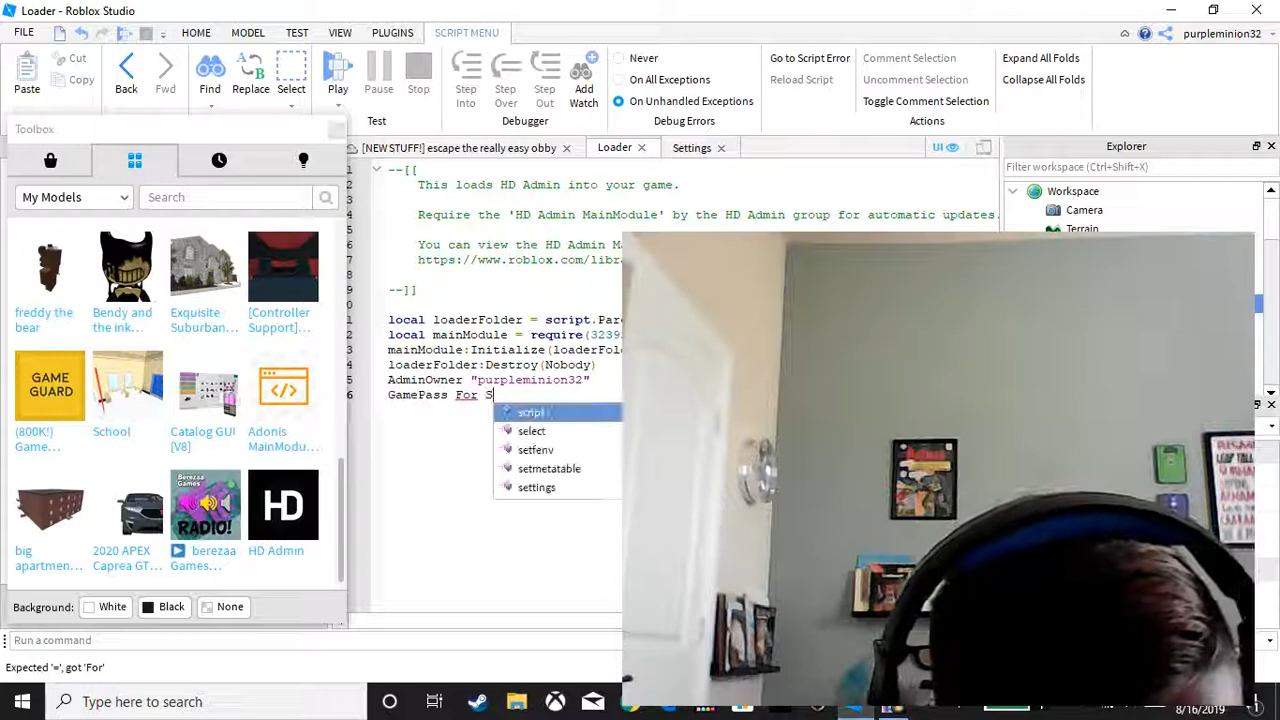 Loader - Roblox Studio
FILE HOME MODEL TEST VIEW PLUGINS SCRIPT MENU purpleminion32
Paste Cut Copy Back Fwd Find Replace Select Play Pause Stop Step Into Step Over Step Out Add Watch
Test Debugger
Never
On All Exceptions
On Unhandled Exceptions
Debug Errors
Go to Script Error
Reload Script
Comment Selection
Uncomment Selection
Toggle Comment Selection
Expand All Folds
Collapse All Folds
Actions
Toolbox
My Models Search
freddy the bear
Bendy and the ink...
Exquisite Suburban...
[Controller Support]...
GAME GUARD
(800K!) Game...
School
Catalog GUI [V8]
Adonis MainModu...
big apartmen...
2020 APEX Caprea GT...
Berezaa Games
RADIO!
berezaa Games...
HD
HD Admin
Background: White Black None
[NEW STUFF!] escape the really easy obby Loader Settings UI
--[[
This loads HD Admin into your game.
Require the 'HD Admin MainModule' by the HD Admin group for automatic updates.
You can view the HD Admin M
https://www.roblox.com/libr
--]]
local loaderFolder = script.Par
local mainModule = require(3239
mainModule:Initialize(loaderFol
loaderFolder:Destroy(Nobody)
AdminOwner "purpleminion32"
GamePass For S
script
select
setfenv
setmetatable
settings
Explorer
Filter workspace (Ctrl+Shift+X)
Workspace
Camera
Terrain
Run a command
Expected '=', got 'For'
Type here to search
8/16/2019